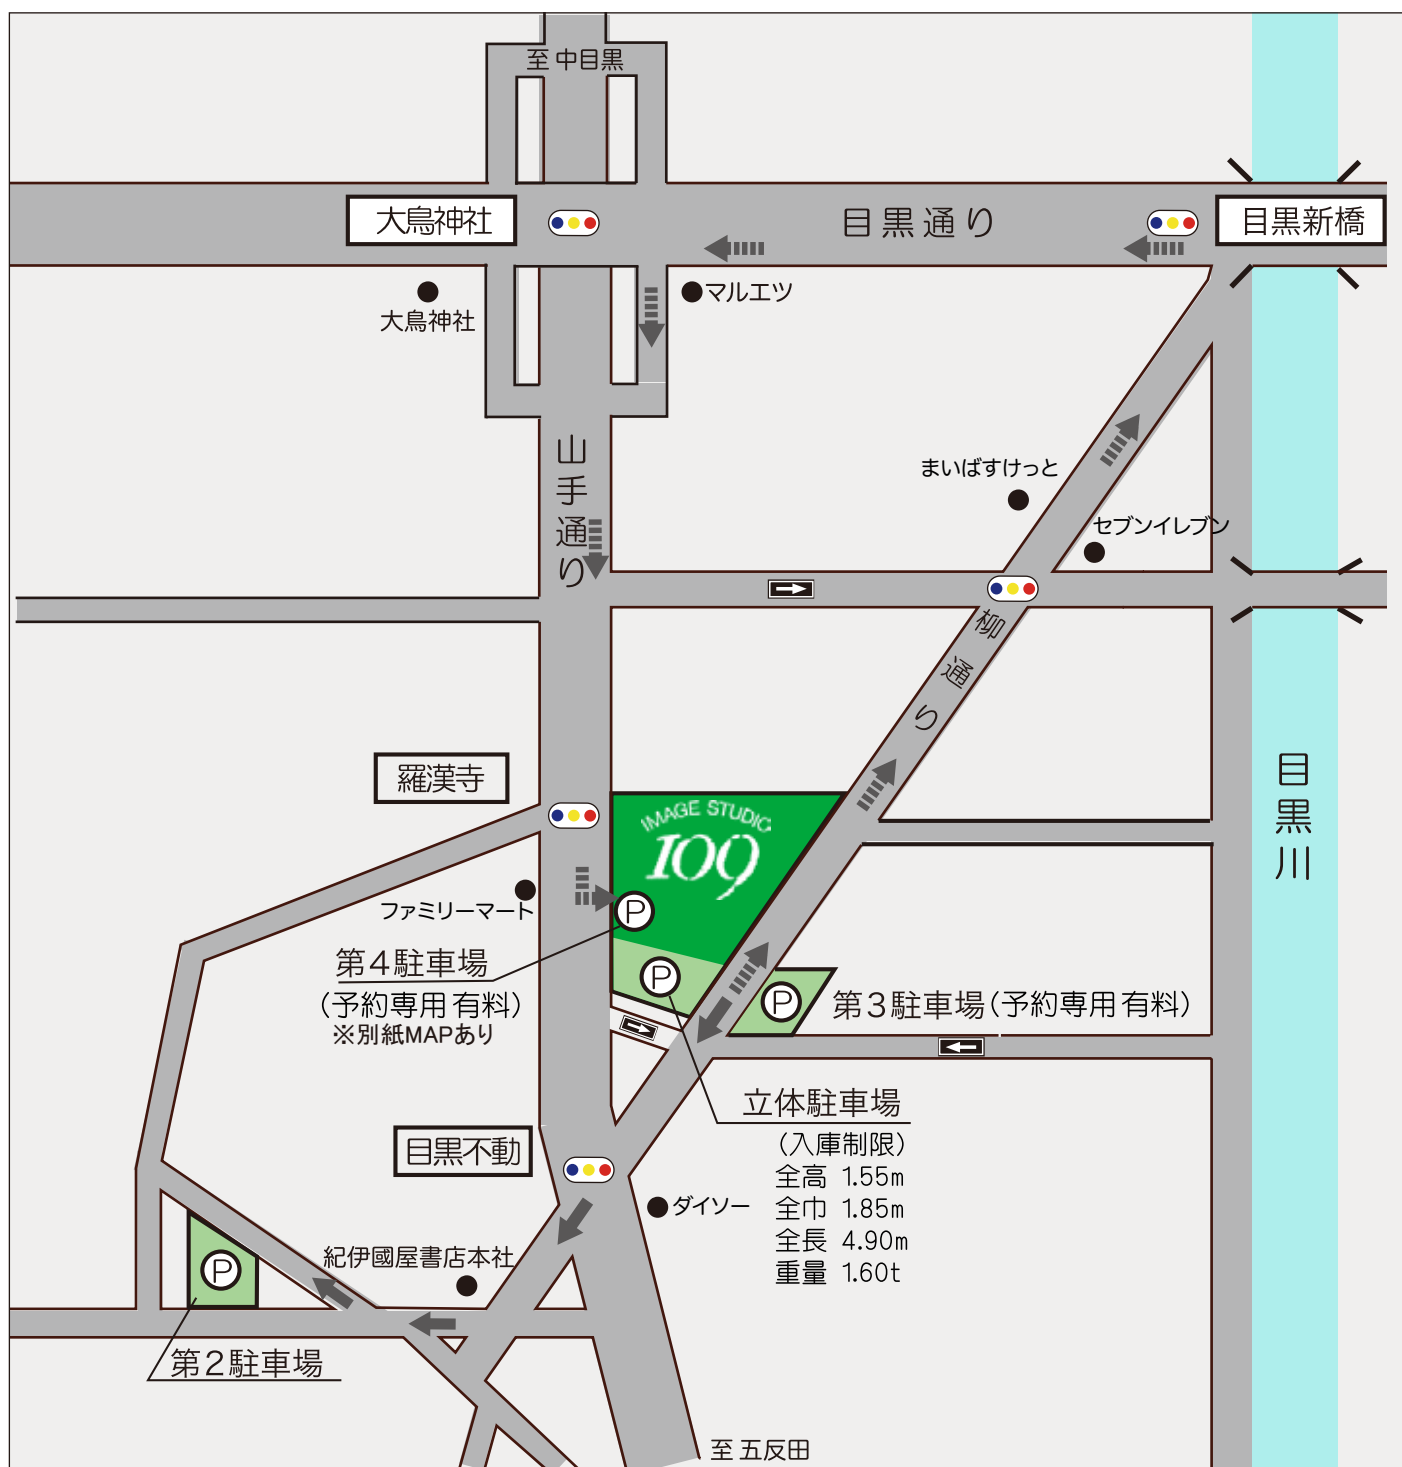 至 中目黒
大鳥神社
目黒通り
目黒新橋
大鳥神社
マルエツ
山手通り
まいばすけっと
セブンイレブン
柳通り
羅漢寺
IMAGE STUDIO
109
目黒川
ファミリーマート
P
第4駐車場
(予約専用 有料)
※別紙MAPあり
P
P
第3駐車場(予約専用 有料)
立体駐車場
(入庫制限)
全高 1.55m
全巾 1.85m
全長 4.90m
重量 1.60t
目黒不動
ダイソー
紀伊國屋書店本社
P
第2駐車場
至 五反田